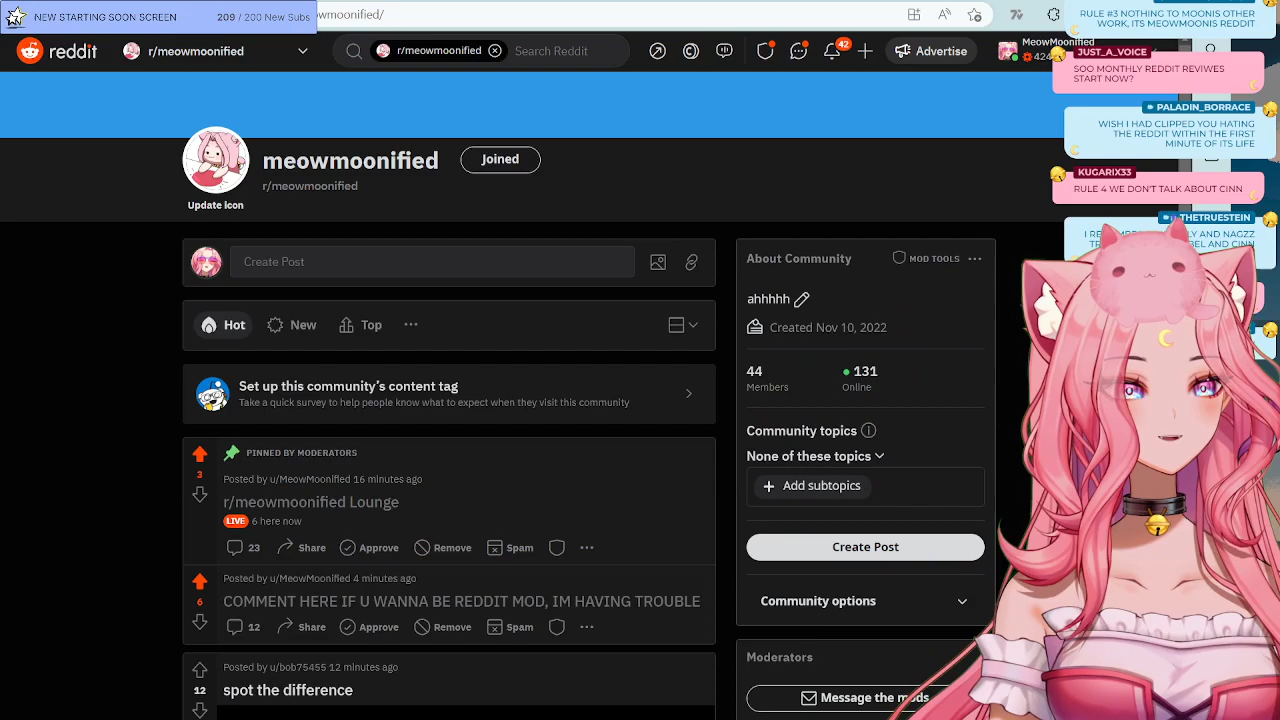 NEW STARTING SOON SCREEN 209 / 200 New Subs
wmoonified/
reddit r/meowmoonified r/meowmoonified Search Reddit 42 Advertise MeowMoonified
424
meowmoonified Joined
r/meowmoonified
Update Icon
Create Post
Hot New Top
Set up this community's content tag
Take a quick survey to help people know what to expect when they visit this community
PINNED BY MODERATORS
3
Posted by u/MeowMoonified 16 minutes ago
r/meowmoonified Lounge
LIVE 6 here now
23 Share Approve Remove Spam
Posted by u/MeowMoonified 4 minutes ago
6
COMMENT HERE IF U WANNA BE REDDIT MOD, IM HAVING TROUBLE
12 Share Approve Remove Spam
Posted by u/bob75455 12 minutes ago
12
spot the difference
About Community MOD TOOLS
ahhhhh
Created Nov 10, 2022
44 131
Members Online
Community topics
None of these topics
Add subtopics
Create Post
Community options
Moderators
Message the mods
RULE #3 NOTHING TO MOONIS OTHER
WORK, ITS MEOWMOONIS REDDIT
JUST_A_VOICE
SOO MONTHLY REDDIT REVIWES
START NOW?
PALADIN_BORRACE
WISH I HAD CLIPPED YOU HATING
THE REDDIT WITHIN THE FIRST
MINUTE OF ITS LIFE
KUGARIX33
RULE 4 WE DON'T TALK ABOUT CINN
THETRUESTEIN
AND NAGZZ
AND CINN